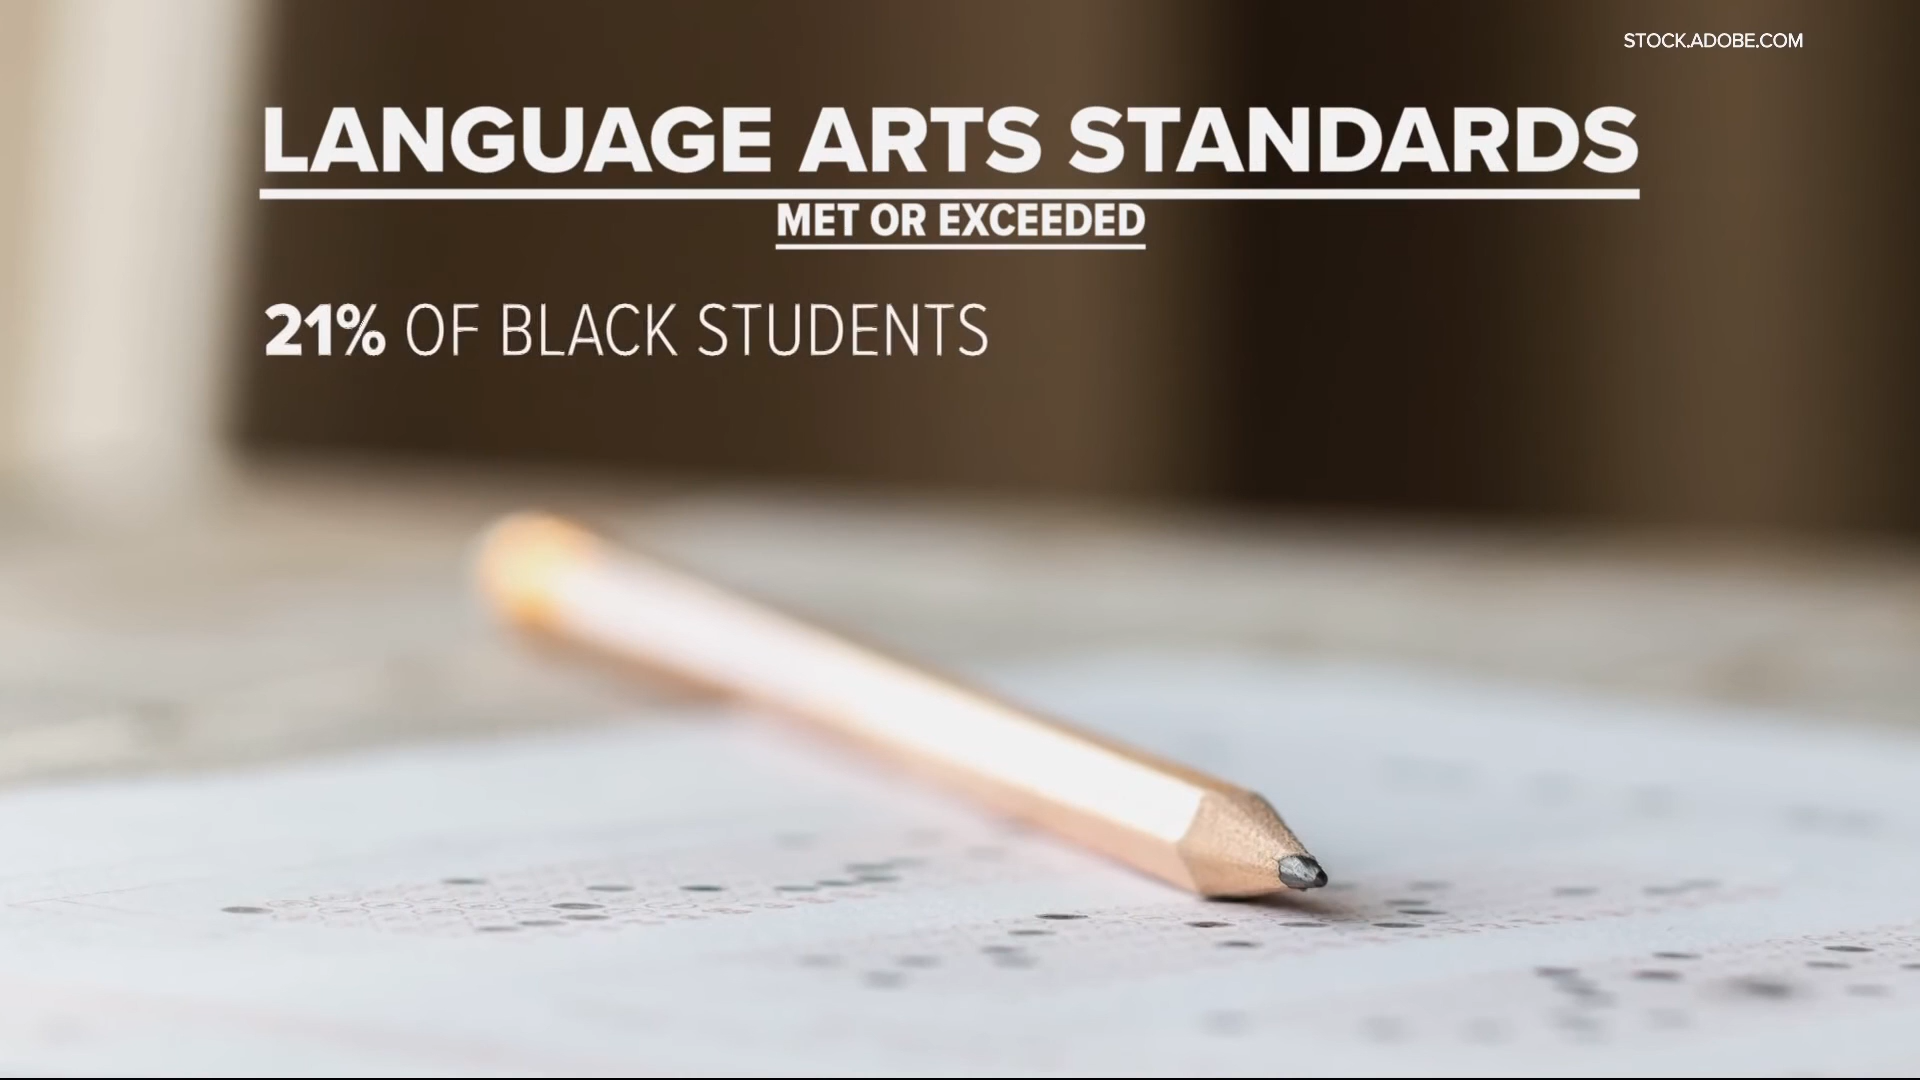 STOCK.ADOBE.COM
LANGUAGE ARTS STANDARDS
MET OR EXCEEDED
21% OF BLACK STUDENTS